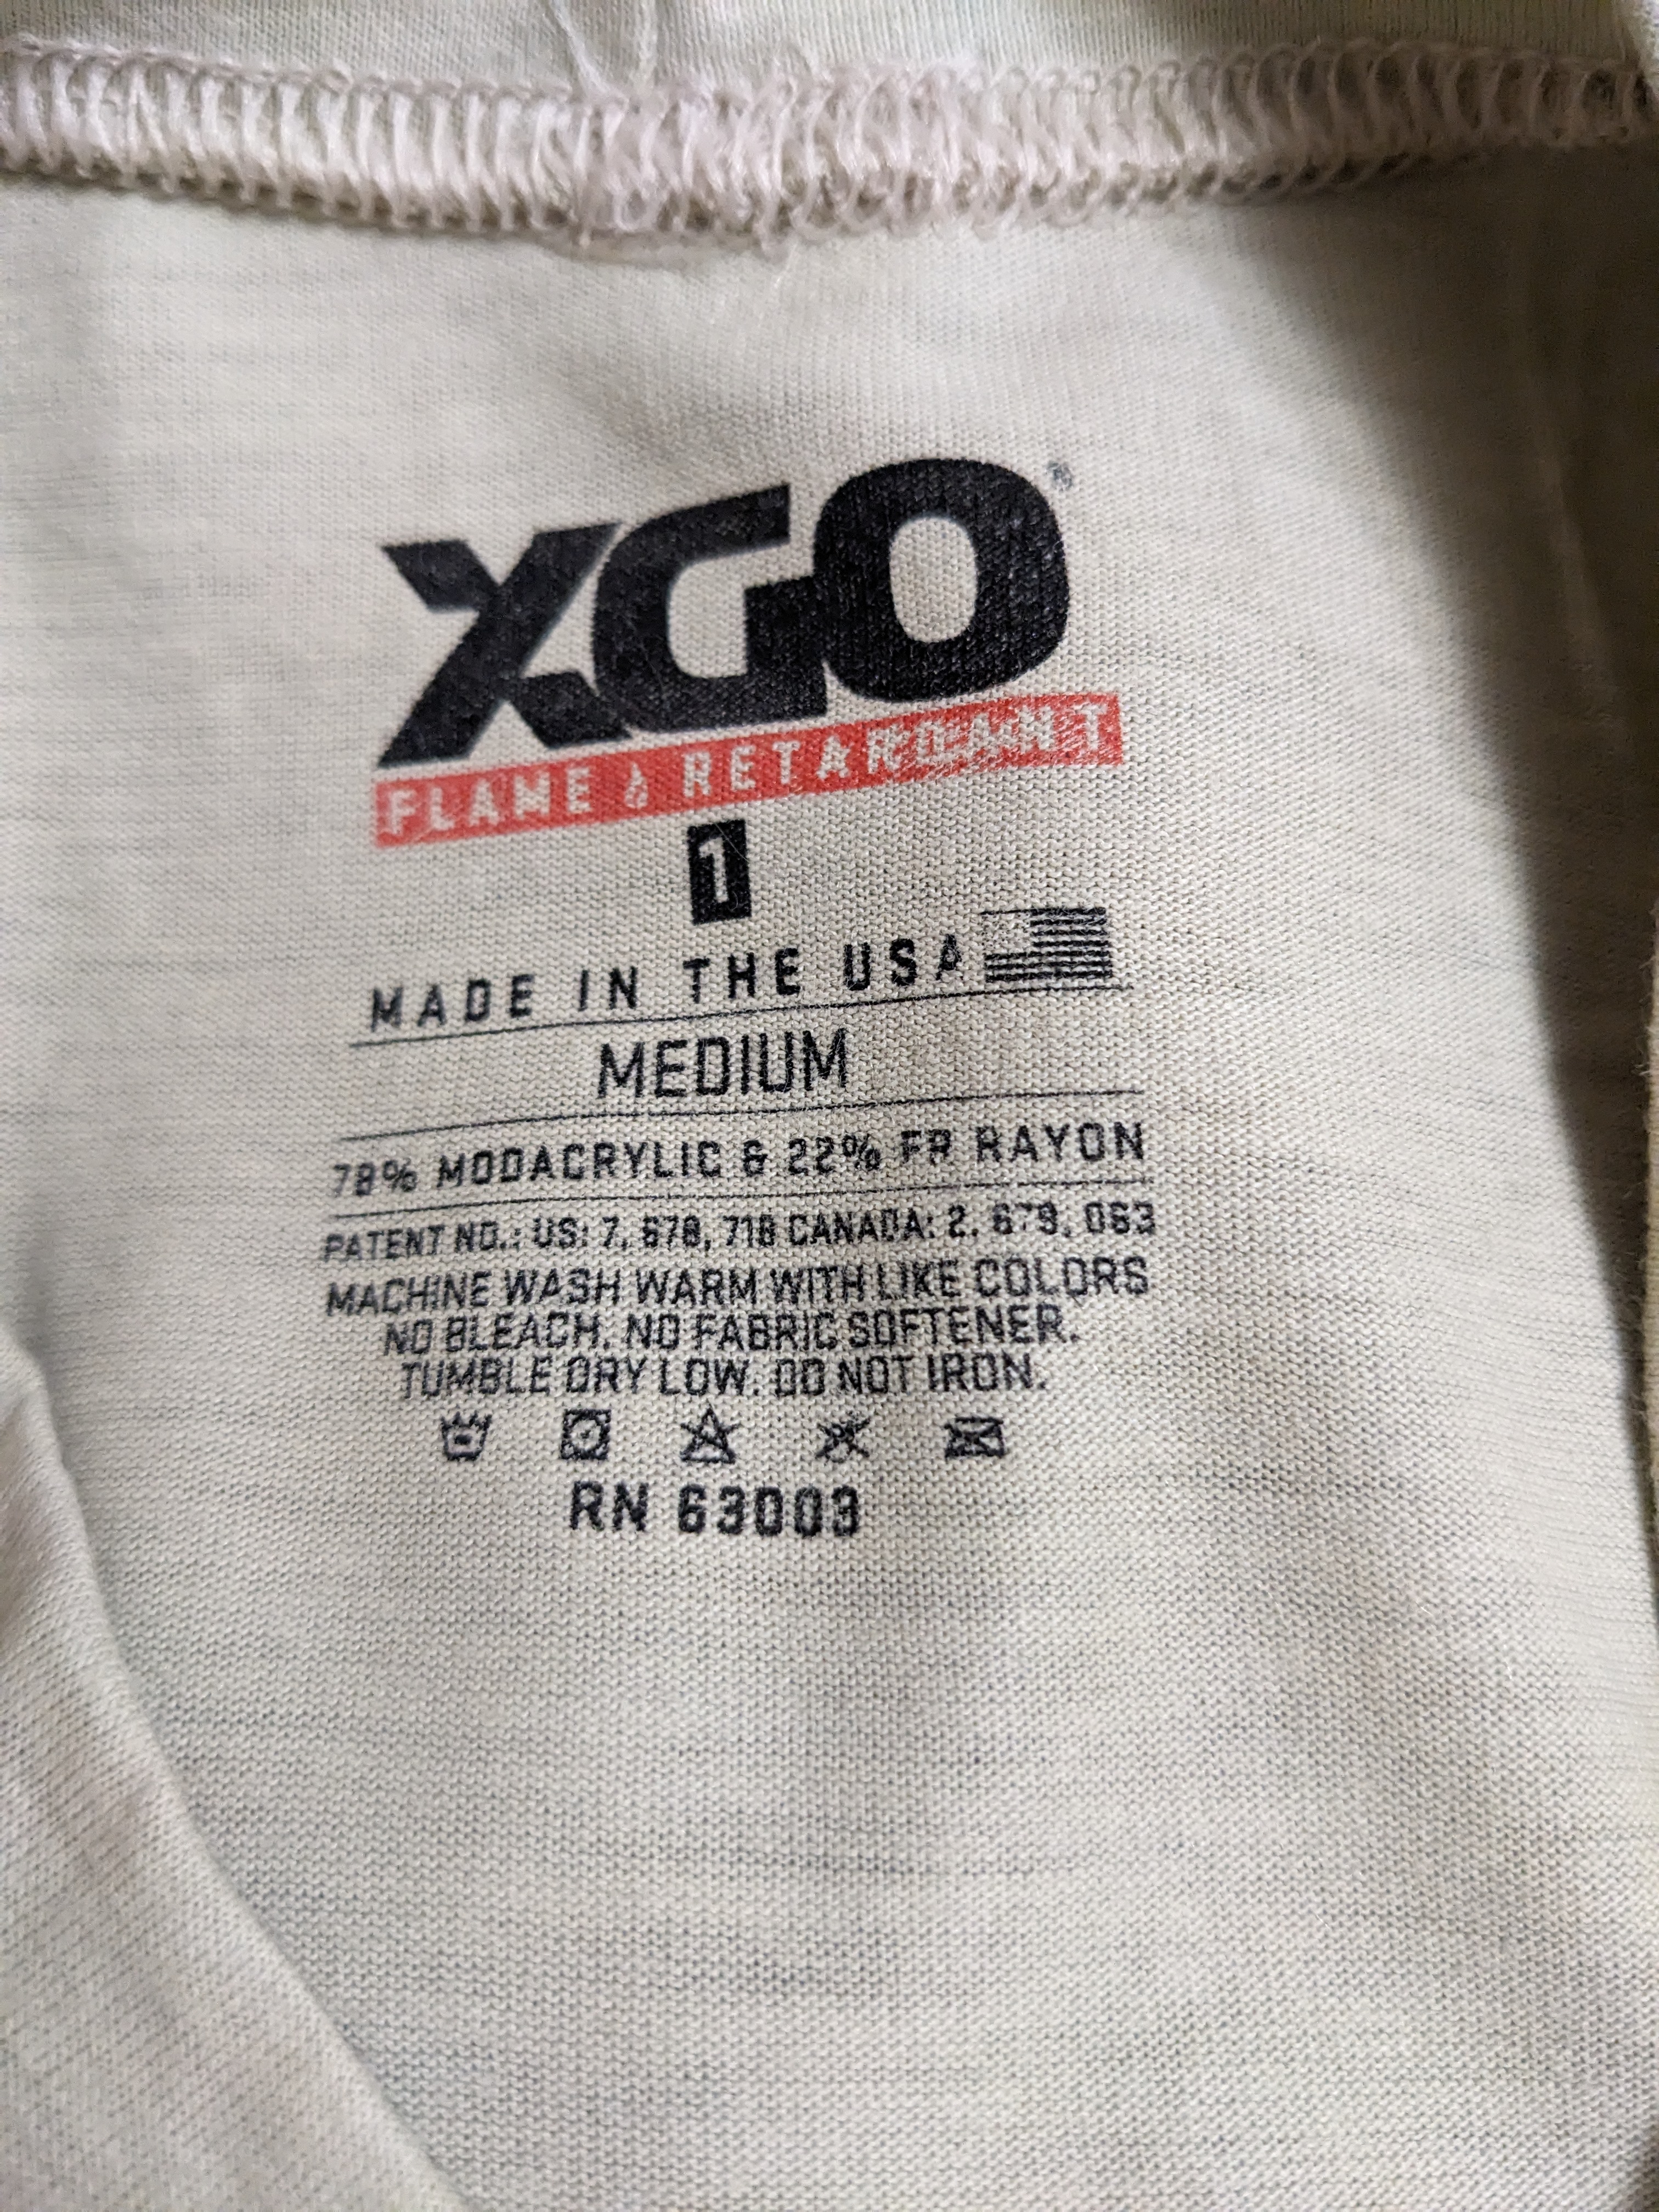 XGO®
FLAME RETARDANT
1
MADE IN THE USA
MEDIUM
78% MODACRYLIC & 22% FR RAYON
PATENT NO.: US: 7, 678, 718 CANADA: 2, 679, 063
MACHINE WASH WARM WITH LIKE COLORS
NO BLEACH. NO FABRIC SOFTENER.
TUMBLE DRY LOW. DO NOT IRON.
RN 63003